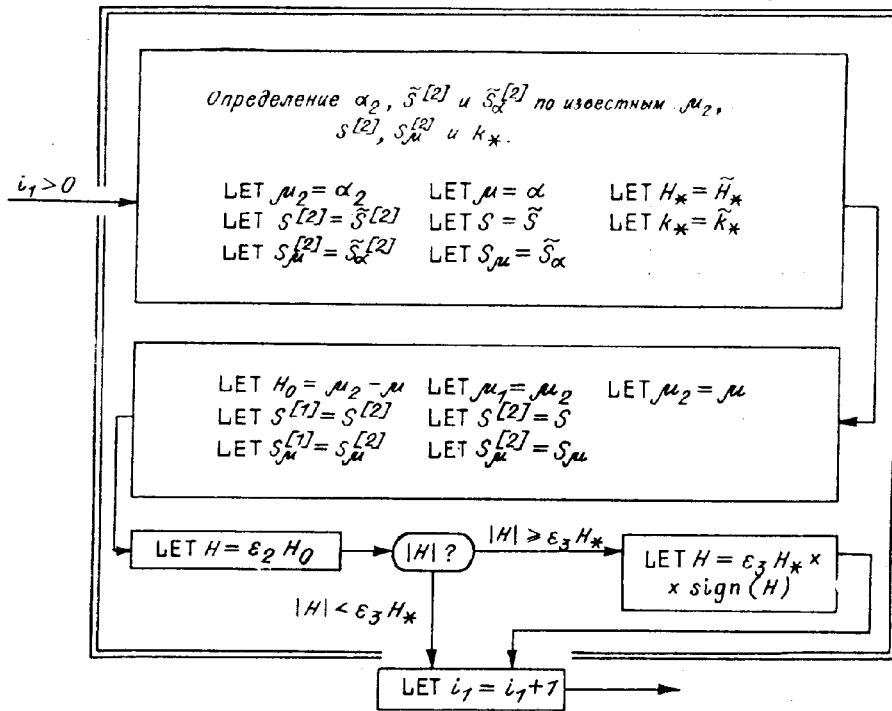 Определение α₂, S̃^[2] и S̃_α^[2] по известным μ₂,
S^[2], S_μ^[2] и k_*.
i₁>0
LET μ₂ = α₂ LET μ = α LET H_* = H̃_*
LET S^[2] = S̃^[2] LET S = S̃ LET k_* = k̃_*
LET S_μ^[2] = S̃_α^[2] LET S_μ = S̃_α
LET H₀ = μ₂ − μ LET μ₁ = μ₂ LET μ₂ = μ
LET S^[1] = S^[2] LET S^[2] = S
LET S_μ^[1] = S_μ^[2] LET S_μ^[2] = S_μ
LET H = ε₂ H₀
|H| ?
|H| ⩾ ε₃ H_*
LET H = ε₃ H_* ×
× sign (H)
|H| < ε₃ H_*
LET i₁ = i₁ + 1